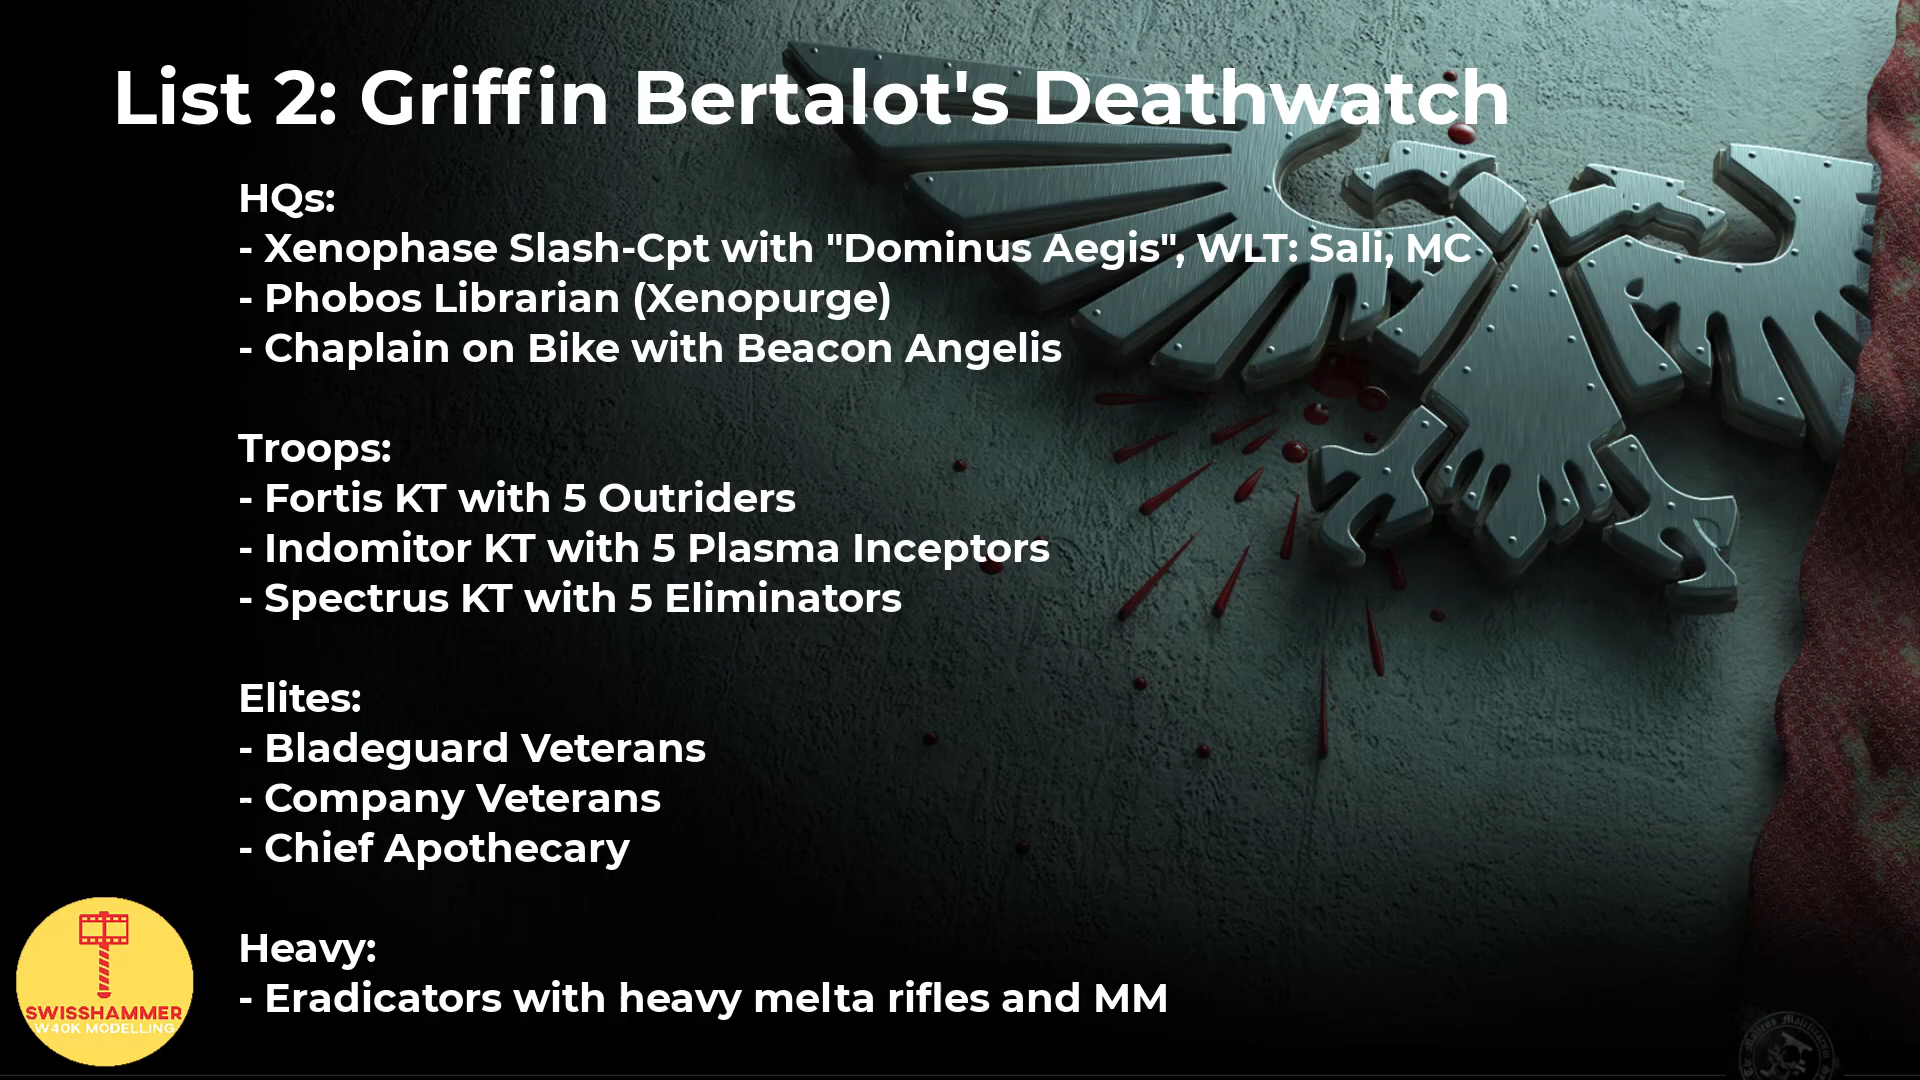 List 2: Griffin Bertalot's Deathwatch
HQs:
- Xenophase Slash-Cpt with "Dominus Aegis", WLT: Sali, MC
- Phobos Librarian (Xenopurge)
- Chaplain on Bike with Beacon Angelis
Troops:
- Fortis KT with 5 Outriders
- Indomitor KT with 5 Plasma Inceptors
- Spectrus KT with 5 Eliminators
Elites:
- Bladeguard Veterans
- Company Veterans
- Chief Apothecary
Heavy:
- Eradicators with heavy melta rifles and MM
SWISSHAMMER
W40K MODELLING